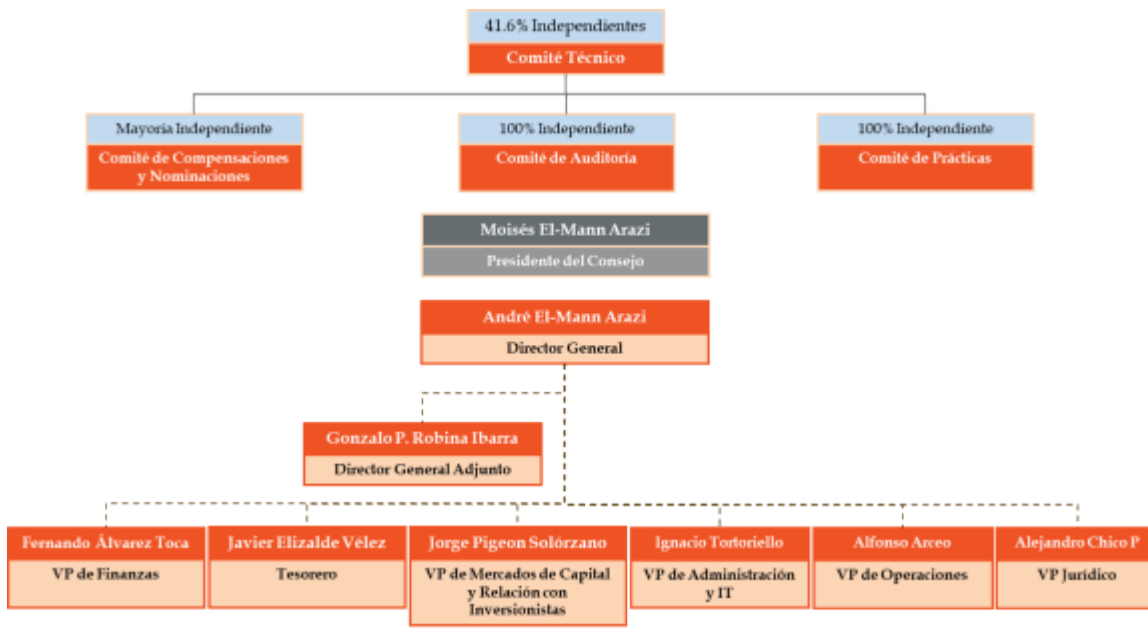 41.6% Independientes
Comité Técnico
Mayoría Independiente
Comité de Compensaciones
y Nominaciones
100% Independiente
Comité de Auditoría
100% Independiente
Comité de Prácticas
Moisés El-Mann Arazi
Presidente del Consejo
André El-Mann Arazi
Director General
Gonzalo P. Robina Ibarra
Director General Adjunto
Fernando Álvarez Toca
VP de Finanzas
Javier Elizalde Vélez
Tesorero
Jorge Pigeon Solórzano
VP de Mercados de Capital
y Relación con
Inversionistas
Ignacio Tortoriello
VP de Administración
y IT
Alfonso Arceo
VP de Operaciones
Alejandro Chico P
VP Jurídico